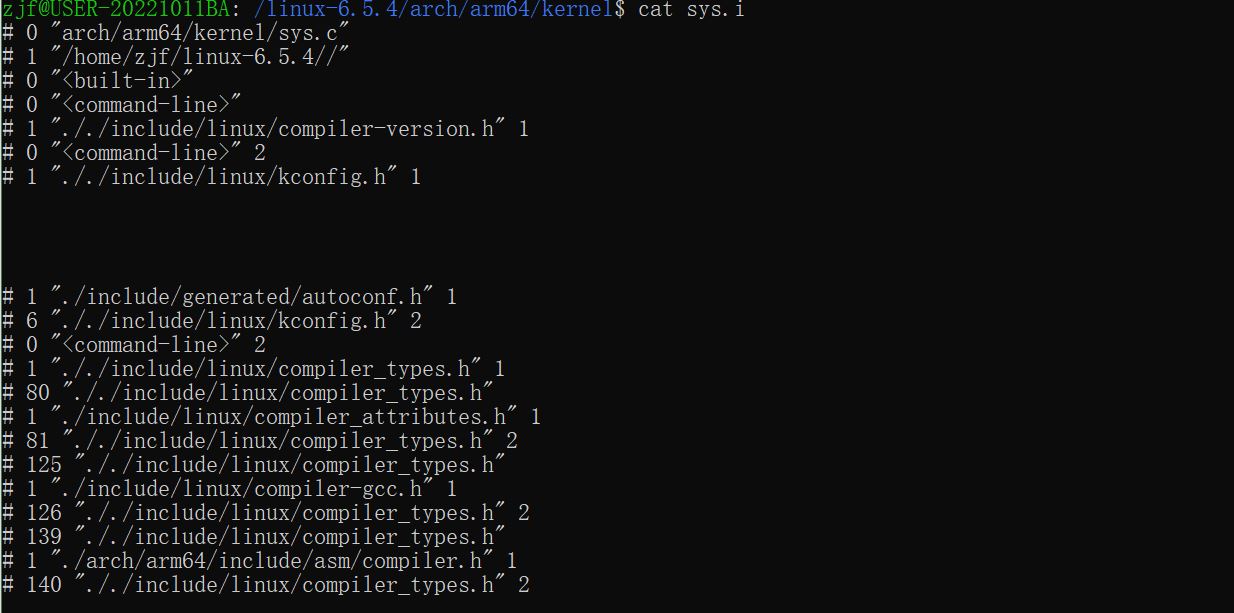 zjf@USER-20221011BA: /linux-6.5.4/arch/arm64/kernel$ cat sys.i
# 0 "arch/arm64/kernel/sys.c"
# 1 "/home/zjf/linux-6.5.4//"
# 0 "<built-in>"
# 0 "<command-line>"
# 1 "././include/linux/compiler-version.h" 1
# 0 "<command-line>" 2
# 1 "././include/linux/kconfig.h" 1
# 1 "./include/generated/autoconf.h" 1
# 6 "././include/linux/kconfig.h" 2
# 0 "<command-line>" 2
# 1 "././include/linux/compiler_types.h" 1
# 80 "././include/linux/compiler_types.h"
# 1 "./include/linux/compiler_attributes.h" 1
# 81 "././include/linux/compiler_types.h" 2
# 125 "././include/linux/compiler_types.h"
# 1 "./include/linux/compiler-gcc.h" 1
# 126 "././include/linux/compiler_types.h" 2
# 139 "././include/linux/compiler_types.h"
# 1 "./arch/arm64/include/asm/compiler.h" 1
# 140 "././include/linux/compiler_types.h" 2